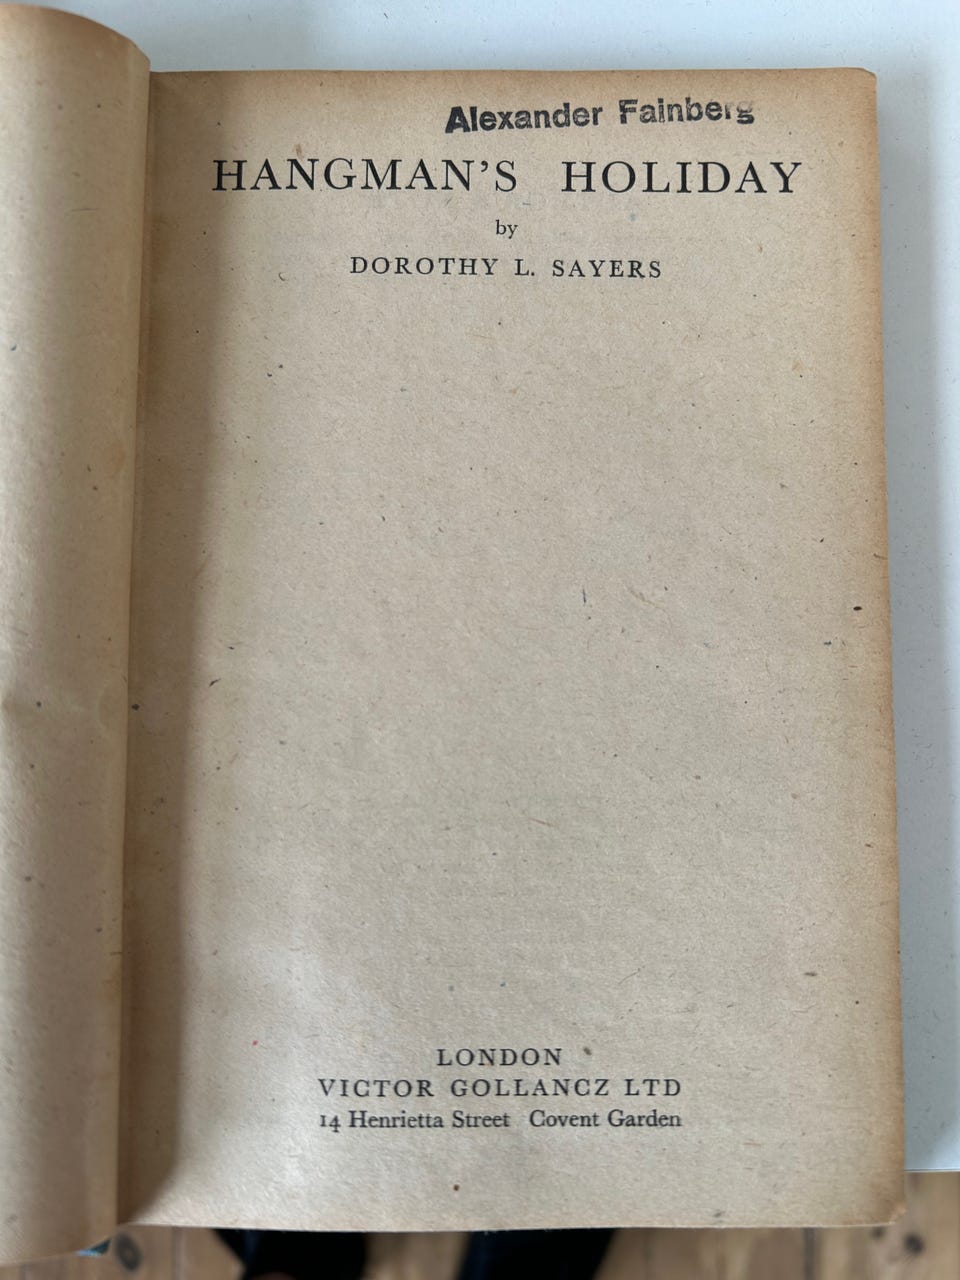 Alexander Fainberg
HANGMAN'S HOLIDAY
by
DOROTHY L. SAYERS
LONDON
VICTOR GOLLANCZ LTD
14 Henrietta Street Covent Garden